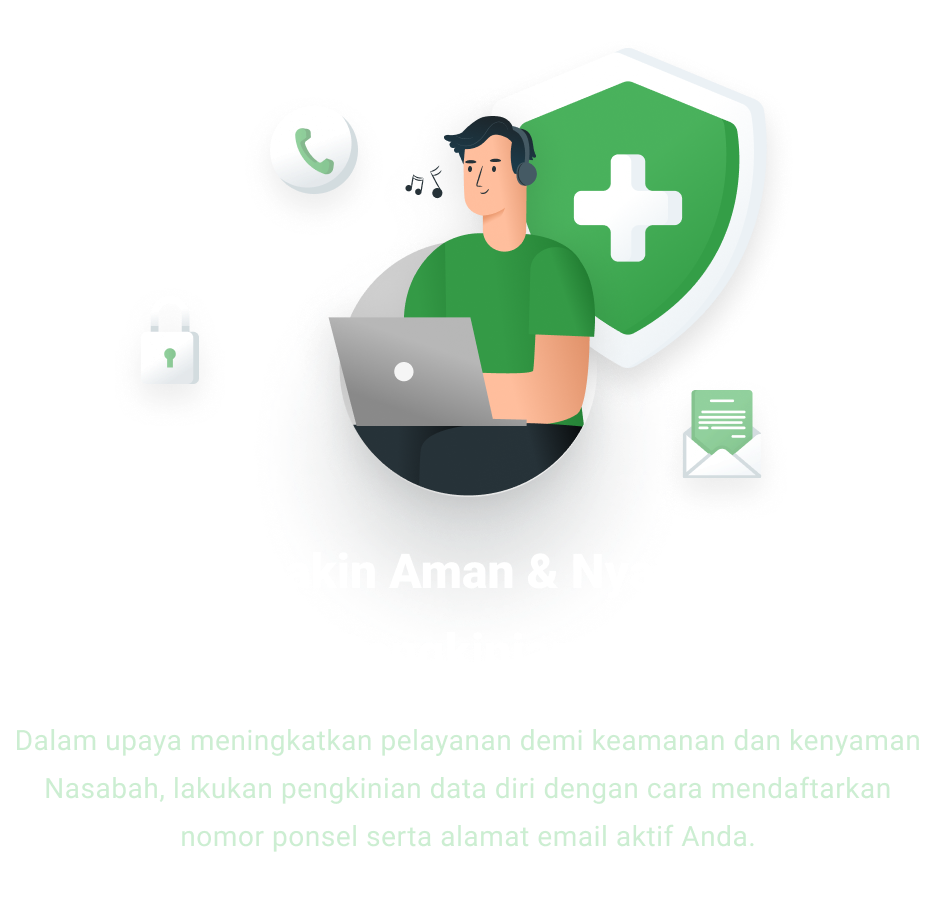 Aman &
Dalam upaya meningkatkan pelayanan demi keamanan dan kenyaman
Nasabah, lakukan pengkinian data diri dengan cara mendaftarkan
nomor ponsel serta alamat email aktif Anda.